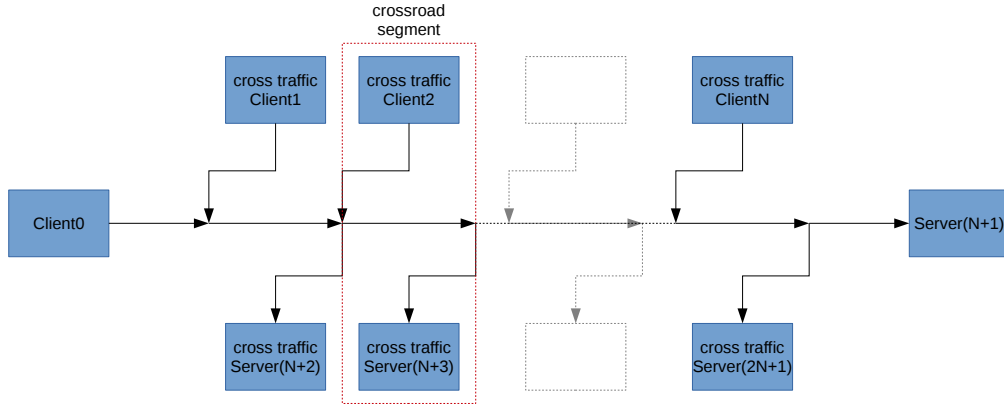 crossroad
segment
cross traffic
Client1
cross traffic
Client2
cross traffic
ClientN
Client0
Server(N+1)
cross traffic
Server(N+2)
cross traffic
Server(N+3)
cross traffic
Server(2N+1)